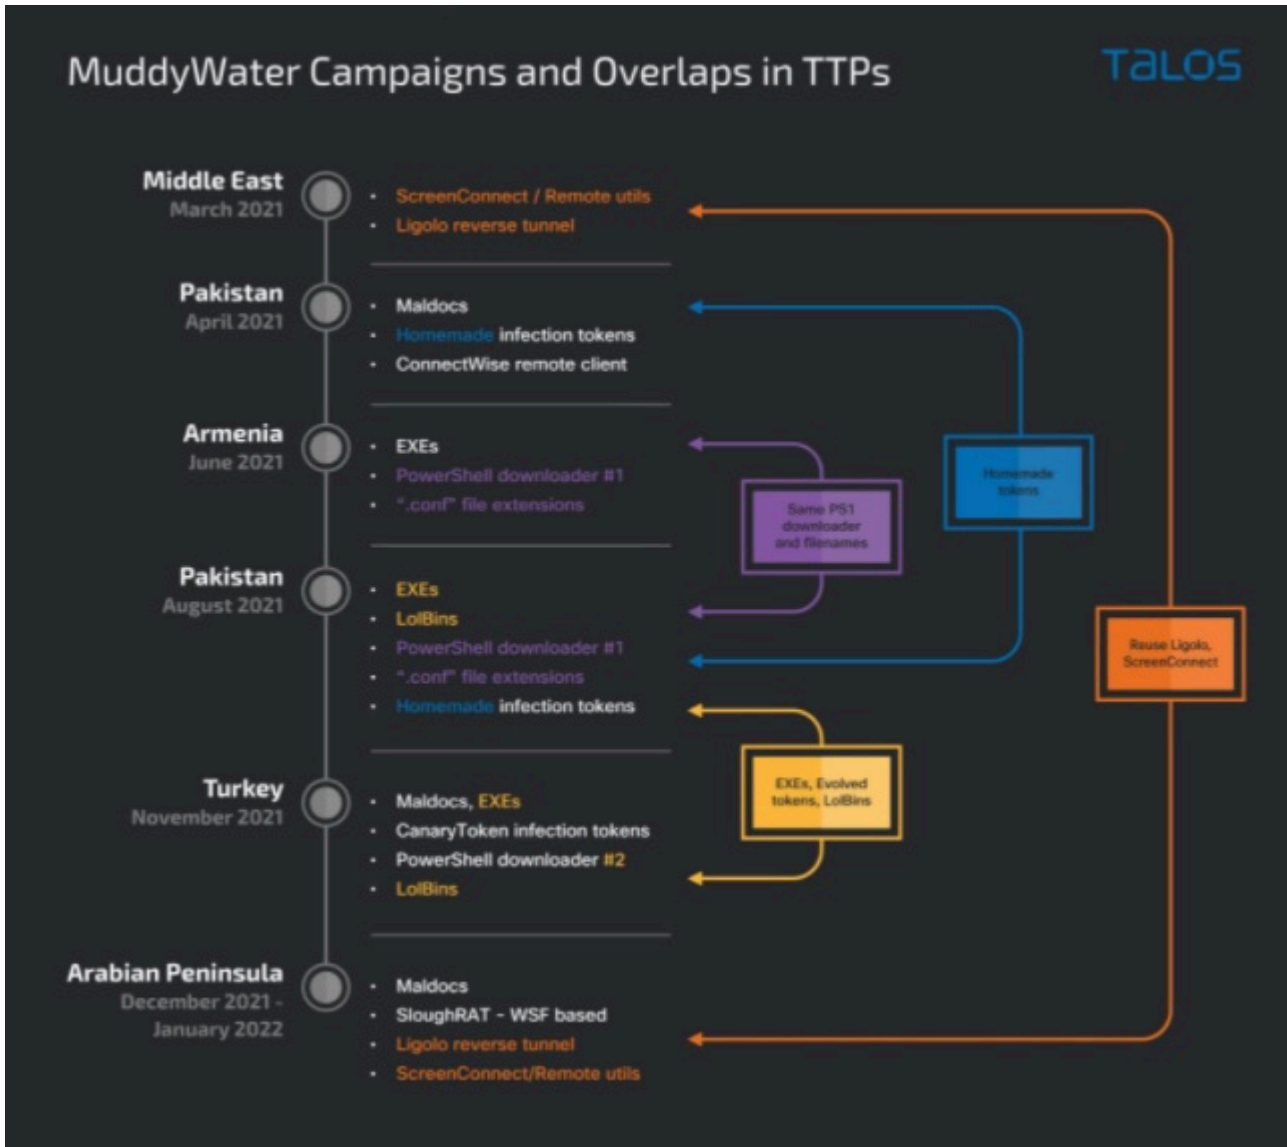 MuddyWater Campaigns and Overlaps in TTPs
TALOS
Middle East
March 2021
• ScreenConnect / Remote utils
• Ligolo reverse tunnel
Pakistan
April 2021
• Maldocs
• Homemade infection tokens
• ConnectWise remote client
Armenia
June 2021
• EXEs
• PowerShell downloader #1
• ".conf" file extensions
Same PS1
downloader
and filenames
Homemade
tokens
Pakistan
August 2021
• EXEs
• LolBins
• PowerShell downloader #1
• ".conf" file extensions
• Homemade infection tokens
Reuse Ligolo,
ScreenConnect
Turkey
November 2021
• Maldocs, EXEs
• CanaryToken infection tokens
• PowerShell downloader #2
• LolBins
EXEs, Evolved
tokens, LolBins
Arabian Peninsula
December 2021 -
January 2022
• Maldocs
• SloughRAT - WSF based
• Ligolo reverse tunnel
• ScreenConnect/Remote utils